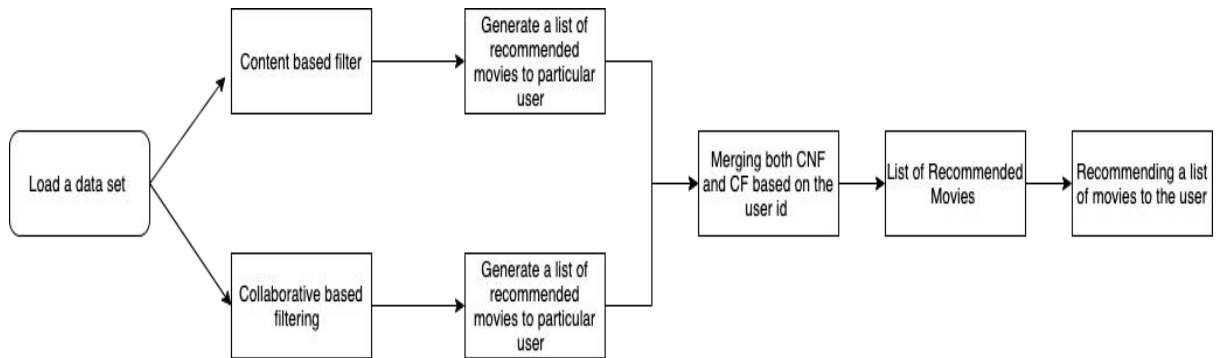 Load a data set
Content based filter
Generate a list of
recommended
movies to particular
user
Collaborative based
filtering
Generate a list of
recommended
movies to particular
user
Merging both CNF
and CF based on the
user id
List of Recommended
Movies
Recommending a list
of movies to the user